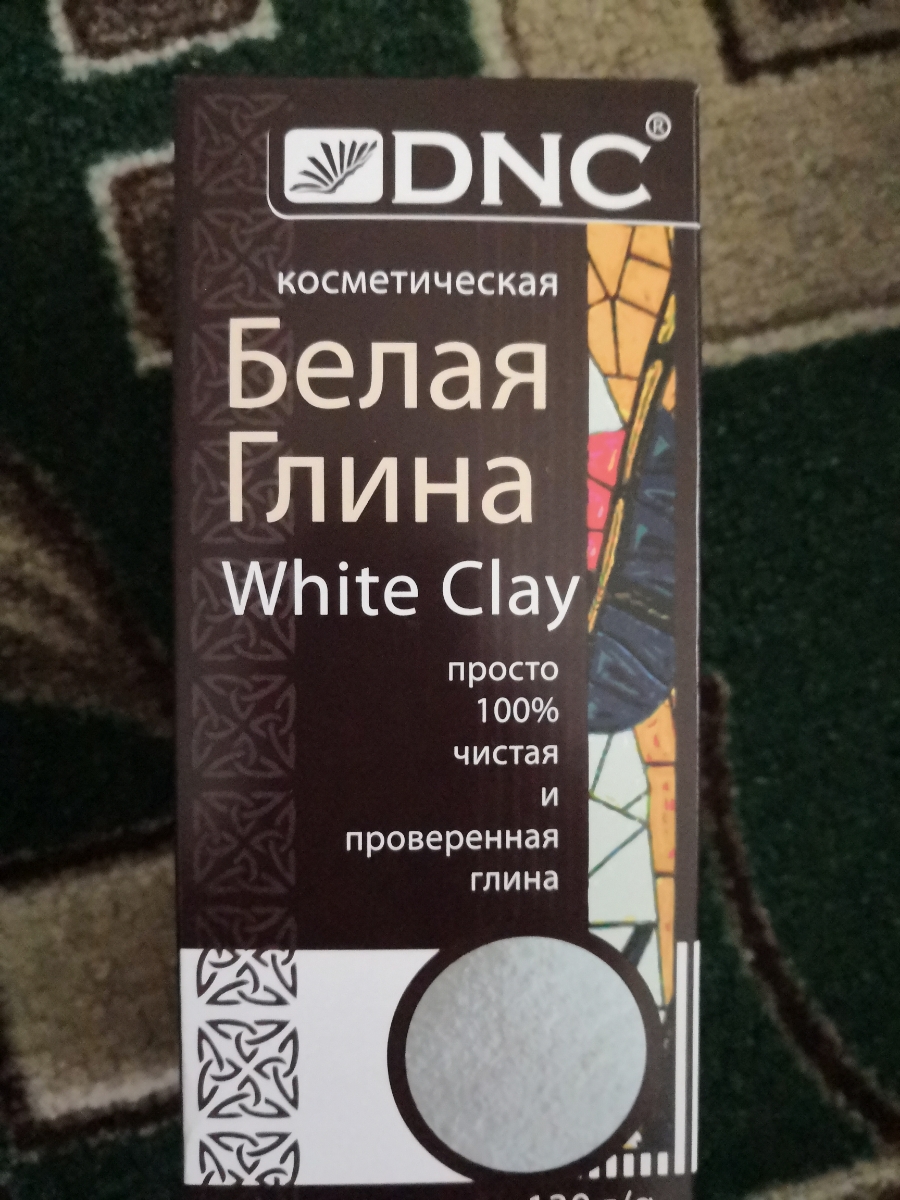 DNC®
косметическая
Белая
Глина
White Clay
просто
100%
чистая
и
проверенная
глина